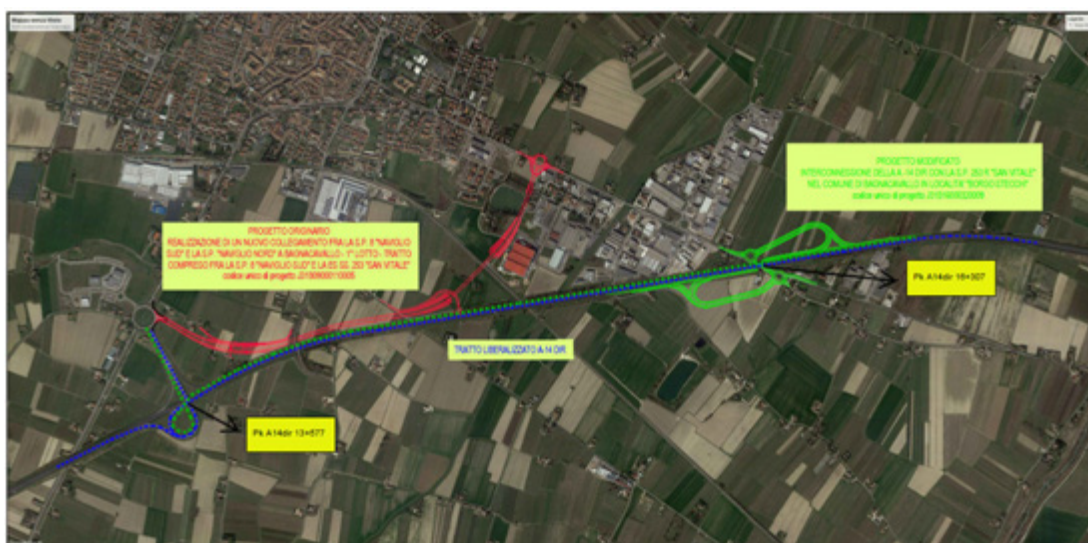 PROGETTO MODIFICATO
INTERCONNESSIONE DELLA A-14 DIR CON LA S.P. 253 R "SAN VITALE"
NEL COMUNE DI BAGNACAVALLO IN LOCALITA' "BORGO STECCHI"
codice unico di progetto
PROGETTO ORIGINARIO
REALIZZAZIONE DI UN NUOVO COLLEGAMENTO FRA LA S.P. 8 "NAVIGLIO
SUD" E LA S.P. "NAVIGLIO NORD" A BAGNACAVALLO - 1° LOTTO - TRATTO
COMPRESO FRA LA S.P. 8 "NAVIGLIO SUD" E LA EX SS. 253 "SAN VITALE"
codice unico di progetto
Pk A14dir 16+307
TRATTO LIBERALIZZATO A-14 DIR
Pk A14dir 13+577